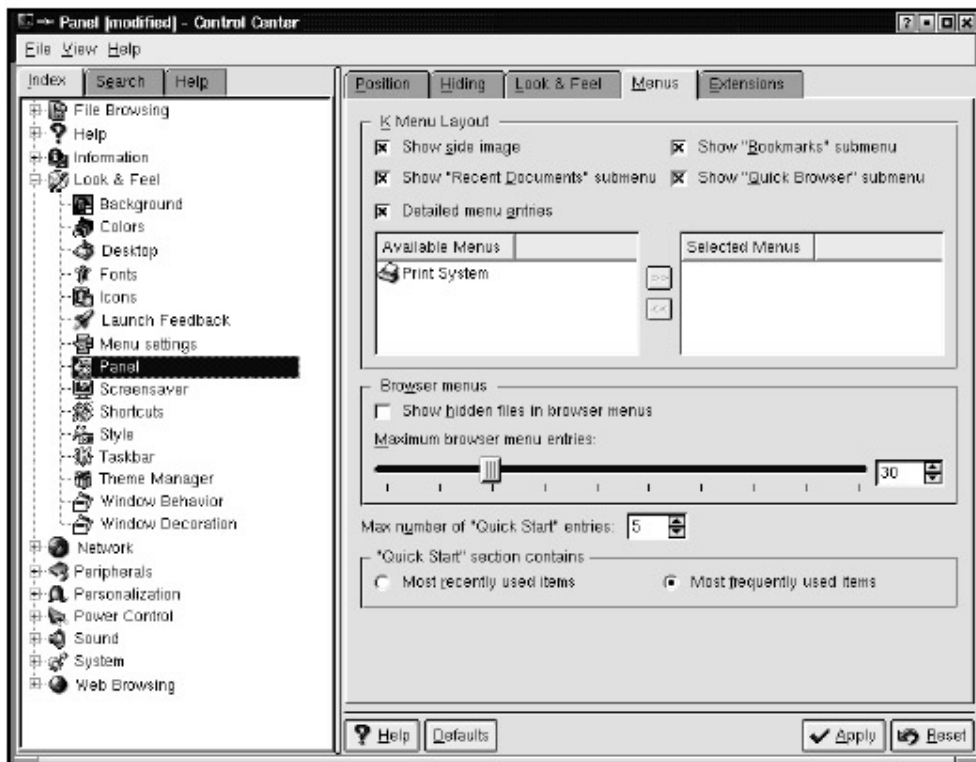 Panel [modified] - Control Center
File View Help
Index Search Help
File Browsing
Help
Information
Look & Feel
Background
Colors
Desktop
Fonts
Icons
Launch Feedback
Menu settings
Panel
Screensaver
Shortcuts
Style
Taskbar
Theme Manager
Window Behavior
Window Decoration
Network
Peripherals
Personalization
Power Control
Sound
System
Web Browsing
Position Hiding Look & Feel Menus Extensions
K Menu Layout
Show side image Show "Bookmarks" submenu
Show "Recent Documents" submenu Show "Quick Browser" submenu
Detailed menu entries
Available Menus Selected Menus
Print System
>>
<<
Browser menus
Show hidden files in browser menus
Maximum browser menu entries:
30
Max number of "Quick Start" entries: 5
"Quick Start" section contains
Most recently used items Most frequently used items
Help Defaults Apply Reset